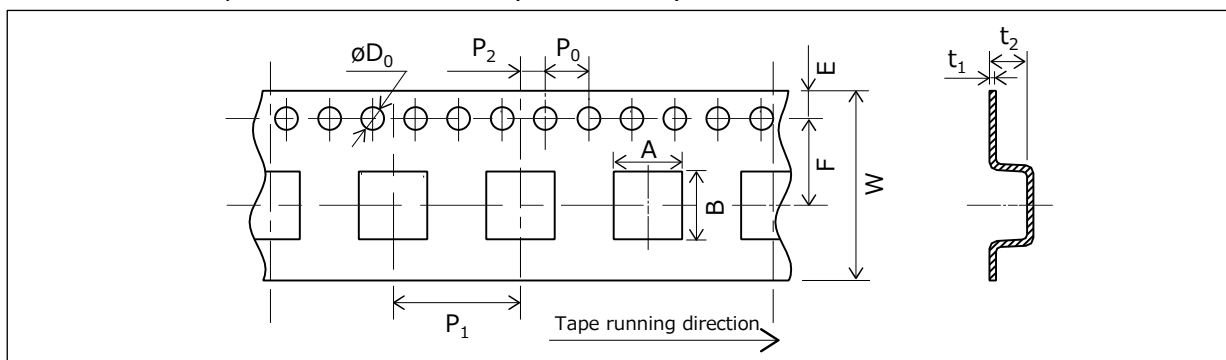 øD₀
P₂
P₀
E
t₁
t₂
A
B
F
W
P₁
Tape running direction